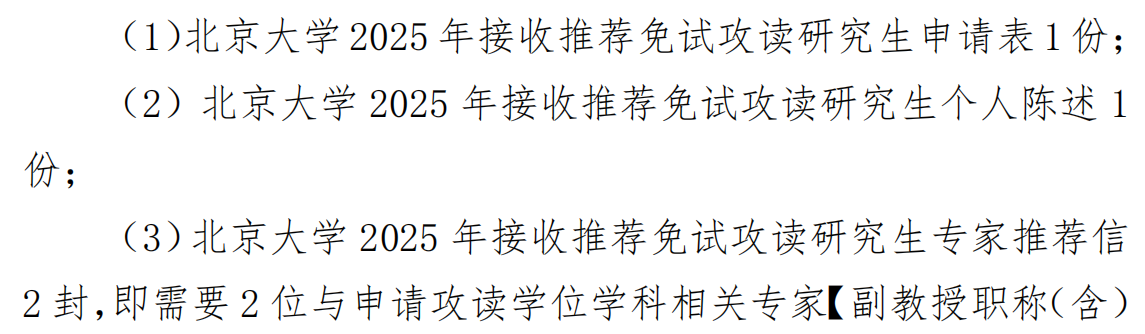 （1）北京大学 2025 年接收推荐免试攻读研究生申请表 1 份；
（2）北京大学 2025 年接收推荐免试攻读研究生个人陈述 1
份；
（3）北京大学 2025 年接收推荐免试攻读研究生专家推荐信
2 封，即需要 2 位与申请攻读学位学科相关专家【副教授职称（含）